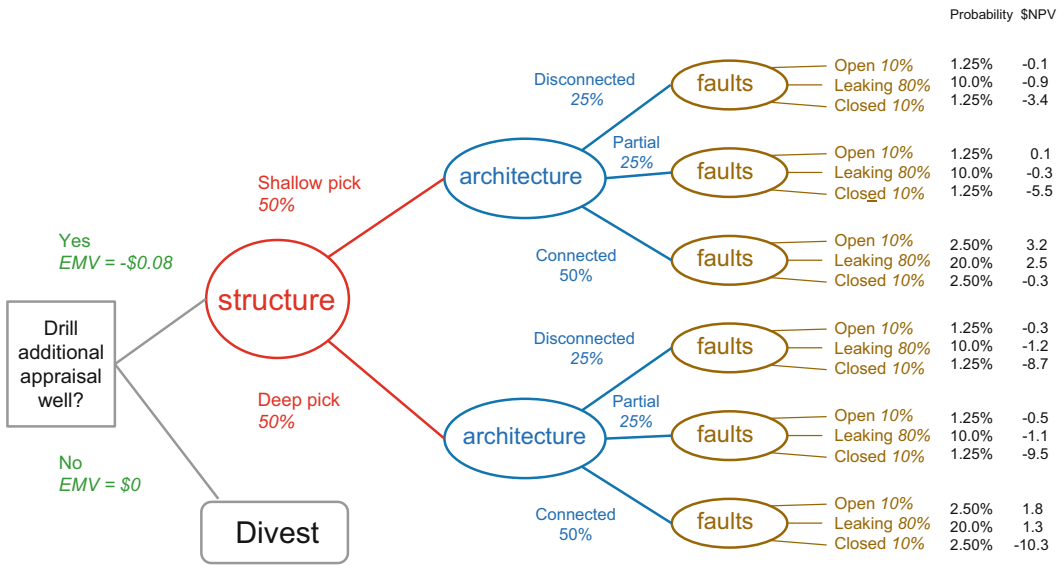 Probability $NPV
Disconnected
25%
faults
Open 10% 1.25% -0.1
Leaking 80% 10.0% -0.9
Closed 10% 1.25% -3.4
Shallow pick
50%
architecture
Partial
25%
faults
Open 10% 1.25% 0.1
Leaking 80% 10.0% -0.3
Closed 10% 1.25% -5.5
Yes
EMV = -$0.08
Connected
50%
faults
Open 10% 2.50% 3.2
Leaking 80% 20.0% 2.5
Closed 10% 2.50% -0.3
structure
Drill
additional
appraisal
well?
Disconnected
25%
faults
Open 10% 1.25% -0.3
Leaking 80% 10.0% -1.2
Closed 10% 1.25% -8.7
Deep pick
50%
architecture
Partial
25%
faults
Open 10% 1.25% -0.5
Leaking 80% 10.0% -1.1
Closed 10% 1.25% -9.5
No
EMV = $0
Divest
Connected
50%
faults
Open 10% 2.50% 1.8
Leaking 80% 20.0% 1.3
Closed 10% 2.50% -10.3